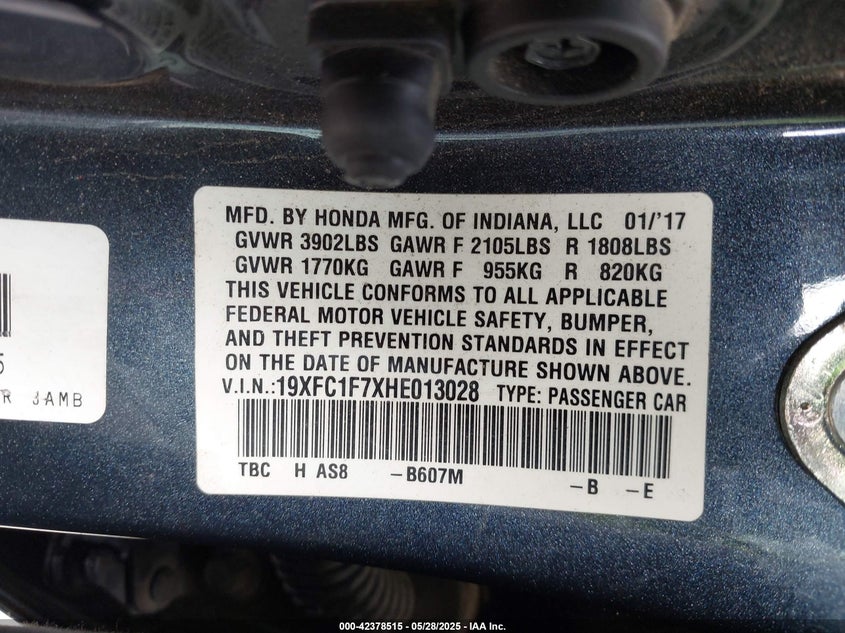 MFD. BY HONDA MFG. OF INDIANA, LLC 01/'17
GVWR 3902LBS GAWR F 2105LBS R 1808LBS
GVWR 1770KG GAWR F 955KG R 820KG
THIS VEHICLE CONFORMS TO ALL APPLICABLE
FEDERAL MOTOR VEHICLE SAFETY, BUMPER,
AND THEFT PREVENTION STANDARDS IN EFFECT
ON THE DATE OF MANUFACTURE SHOWN ABOVE.
V.I.N.:19XFC1F7XHE013028 TYPE: PASSENGER CAR
TBC H AS8 -B607M -B -E
5
R JAMB
000-42378515 - 05/28/2025 - IAA Inc.